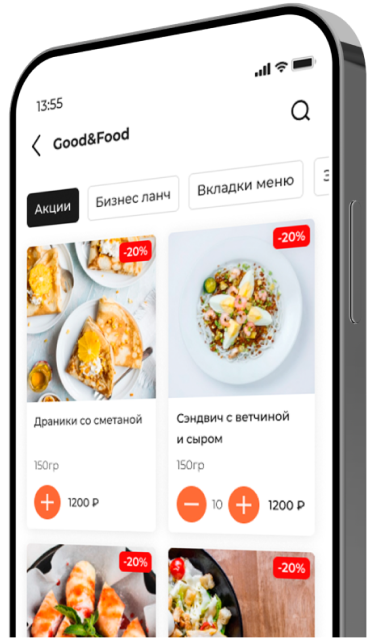 13:55
Good&Food
Акции
Бизнес ланч
Вкладки меню
-20%
-20%
Драники со сметаной
150гр
1200 ₽
Сэндвич с ветчиной
и сыром
150гр
10
1200 ₽
-20%
-20%